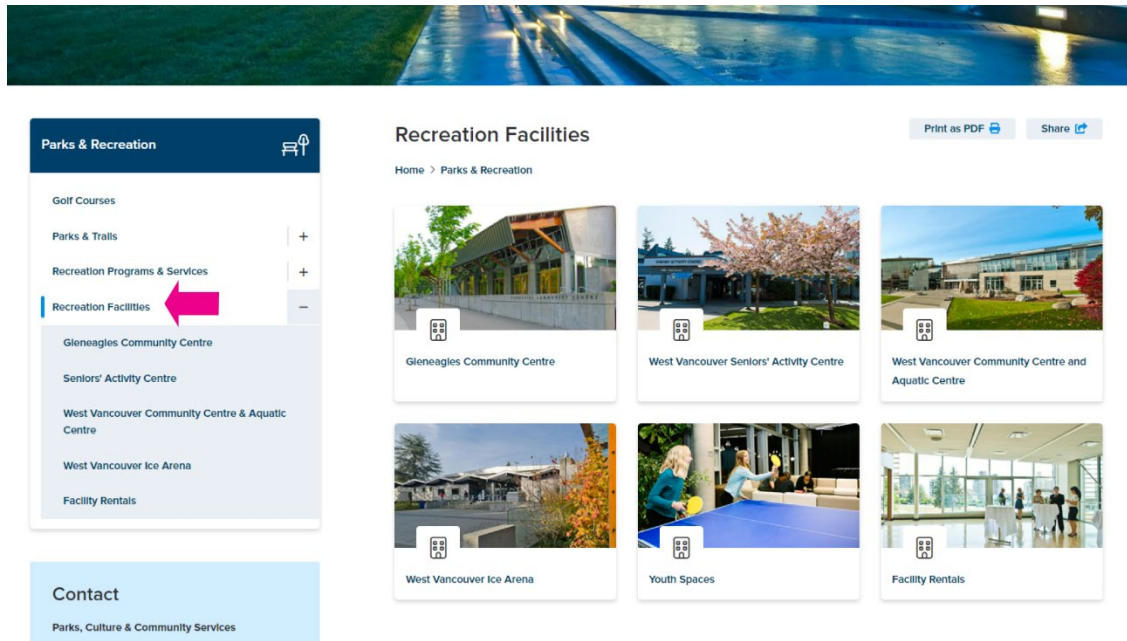 Parks & Recreation
Golf Courses
Parks & Trails
+
Recreation Programs & Services
+
Recreation Facilities
−
Gleneagles Community Centre
Seniors' Activity Centre
West Vancouver Community Centre & Aquatic
Centre
West Vancouver Ice Arena
Facility Rentals
Contact
Parks, Culture & Community Services
Recreation Facilities
Print as PDF
Share
Home > Parks & Recreation
Gleneagles Community Centre
West Vancouver Seniors' Activity Centre
West Vancouver Community Centre and
Aquatic Centre
West Vancouver Ice Arena
Youth Spaces
Facility Rentals